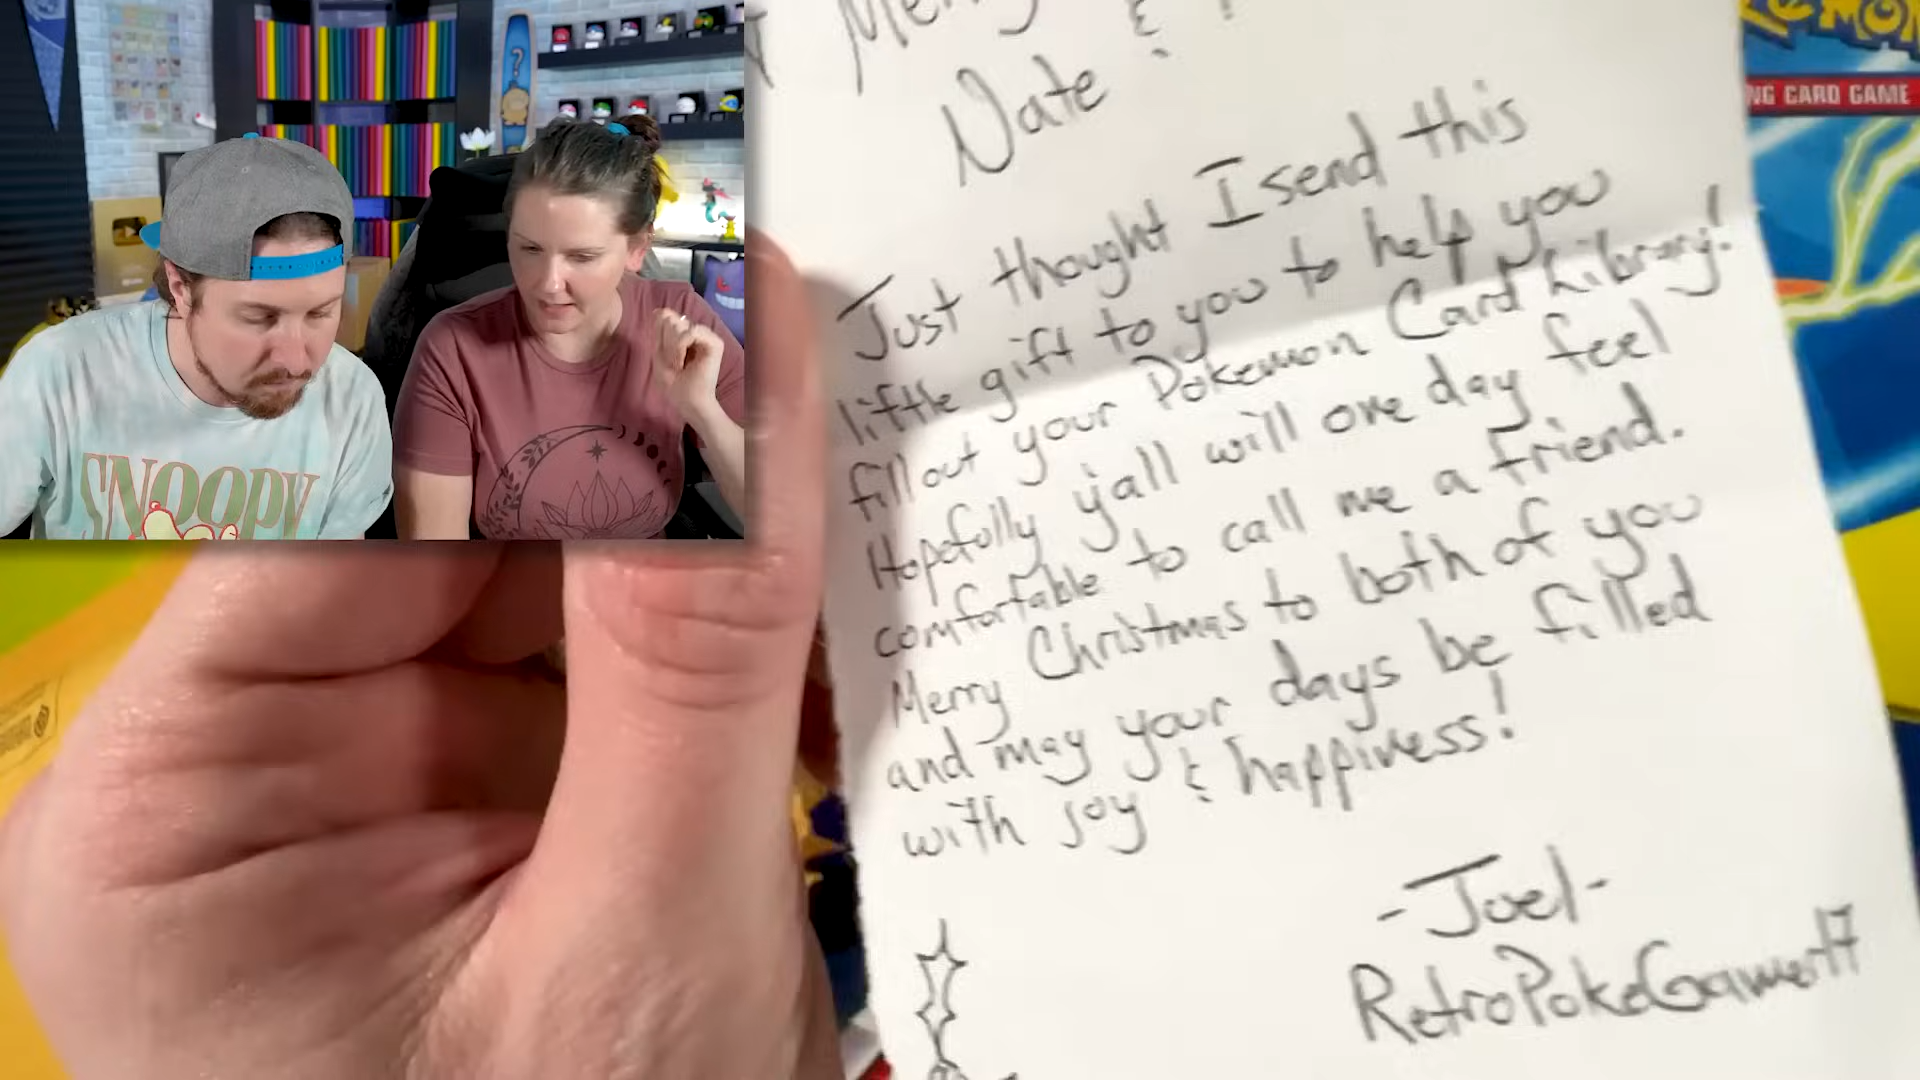 Merry
Nate &
Just thought I send this
little gift to you to help you
fill out your Pokemon Card Library!
Hopefully y'all will one day feel
comfortable to call me a friend.
Merry Christmas to both of you
and may your days be filled
with joy & happiness!
-Joel-
RetroPokeGamer17
SNOOPY
?
NG CARD GAME